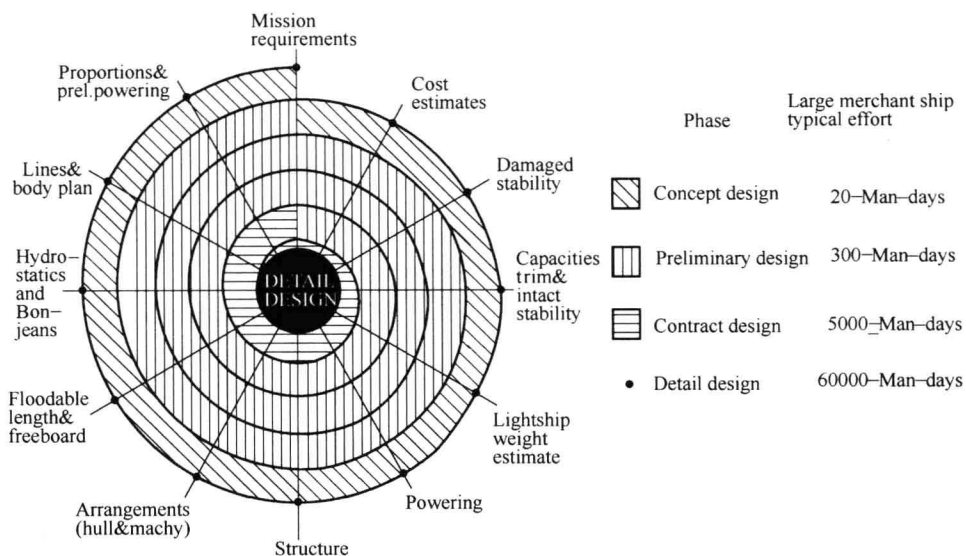 Mission
requirements
Proportions&
prel.powering
Cost
estimates
Lines&
body plan
Damaged
stability
Hydro–
statics
and
Bon–
jeans
Capacities
trim&
intact
stability
Floodable
length&
freeboard
Lightship
weight
estimate
Arrangements
(hull&machy)
Powering
Structure
DETAIL
DESIGN
Phase
Large merchant ship
typical effort
Concept design
20–Man–days
Preliminary design
300–Man–days
Contract design
5000–Man–days
Detail design
60000–Man–days